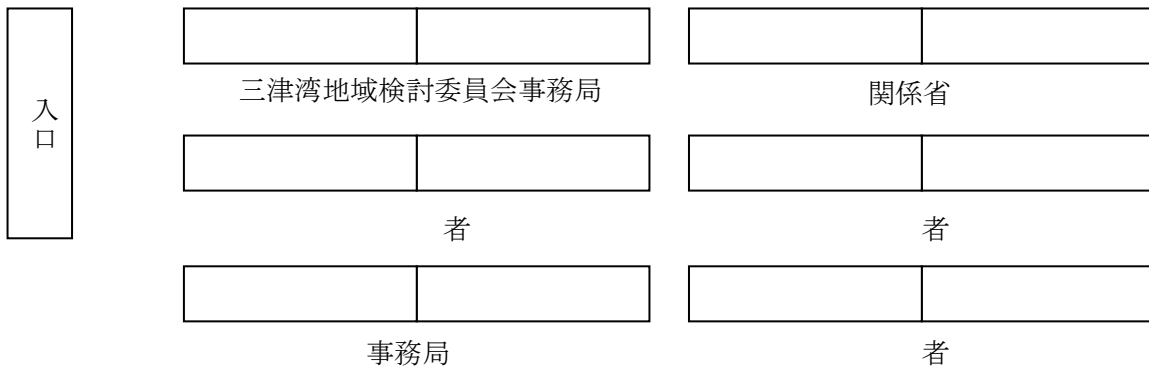 入口
三津湾地域検討委員会事務局
関係省
者
者
事務局
者